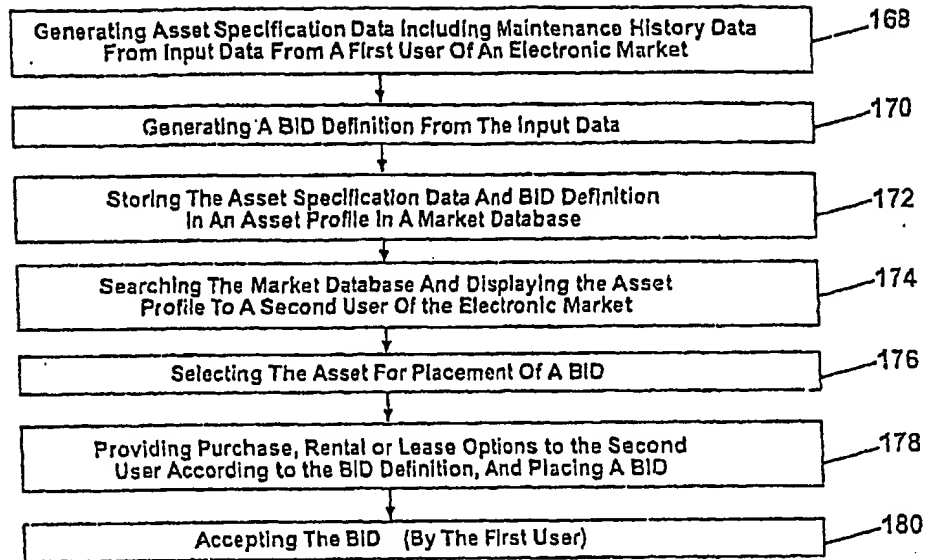 Generating Asset Specification Data Including Maintenance History Data
From Input Data From A First User Of An Electronic Market
168
Generating A BID Definition From The Input Data
170
Storing The Asset Specification Data And BID Definition
In An Asset Profile In A Market Database
172
Searching The Market Database And Displaying the Asset
Profile To A Second User Of the Electronic Market
174
Selecting The Asset For Placement Of A BID
176
Providing Purchase, Rental or Lease Options to the Second
User According to the BID Definition, And Placing A BID
178
Accepting The BID (By The First User)
180